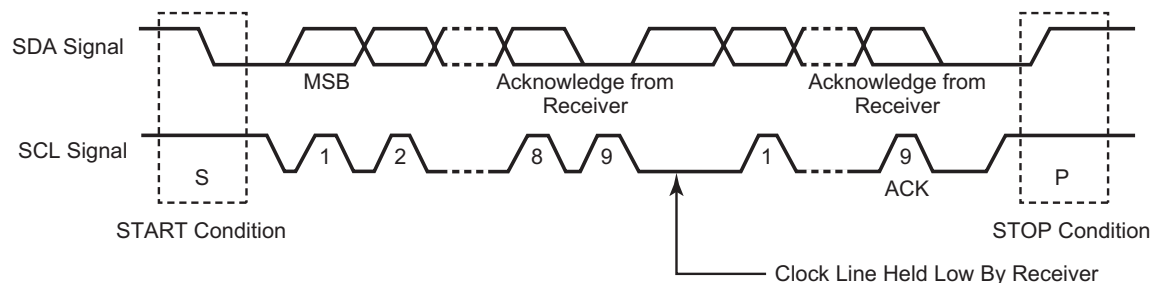 SDA Signal
MSB
Acknowledge from
Receiver
Acknowledge from
Receiver
SCL Signal
S
1
2
8
9
1
9
ACK
P
START Condition
STOP Condition
Clock Line Held Low By Receiver